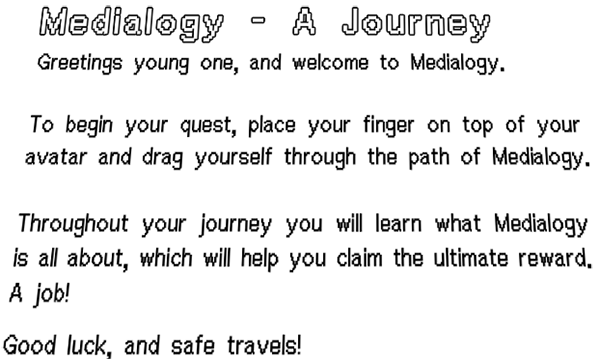 Medialogy - A Journey
Greetings young one, and welcome to Medialogy.
To begin your quest, place your finger on top of your
avatar and drag yourself through the path of Medialogy.
Throughout your journey you will learn what Medialogy
is all about, which will help you claim the ultimate reward.
A job!
Good luck, and safe travels!